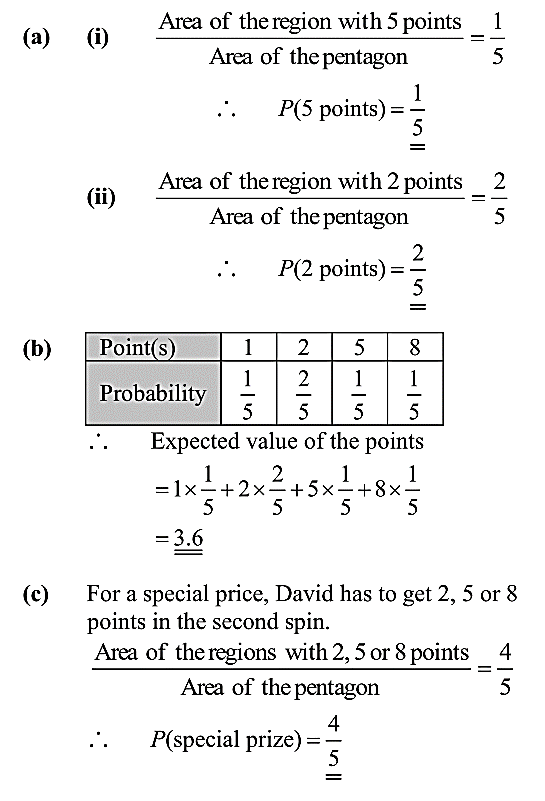 (a) (i) Area of the region with 5 points / Area of the pentagon = 1/5
∴ P(5 points) = 1/5
(ii) Area of the region with 2 points / Area of the pentagon = 2/5
∴ P(2 points) = 2/5
(b) Point(s) 1 2 5 8
Probability 1/5 2/5 1/5 1/5
∴ Expected value of the points
= 1 × 1/5 + 2 × 2/5 + 5 × 1/5 + 8 × 1/5
= 3.6
(c) For a special price, David has to get 2, 5 or 8
points in the second spin.
Area of the regions with 2, 5 or 8 points / Area of the pentagon = 4/5
∴ P(special prize) = 4/5